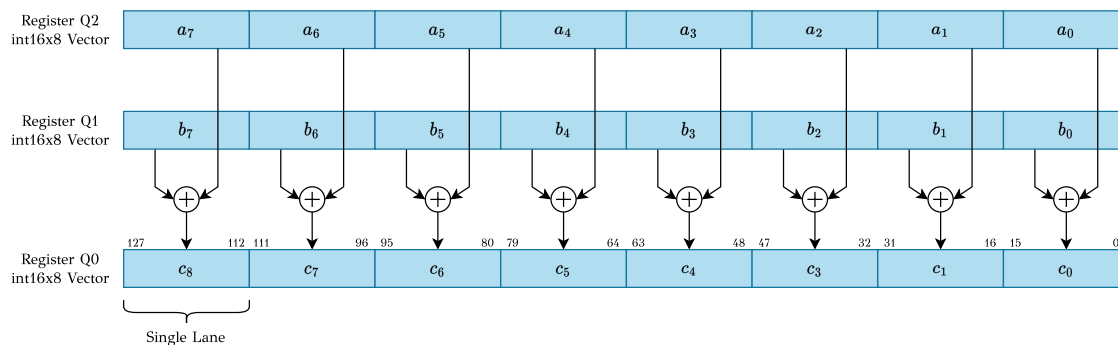 Register Q2
int16x8 Vector
a7 a6 a5 a4 a3 a2 a1 a0
Register Q1
int16x8 Vector
b7 b6 b5 b4 b3 b2 b1 b0
+ + + + + + + +
127 112 111 96 95 80 79 64 63 48 47 32 31 16 15 0
Register Q0
int16x8 Vector
c8 c7 c6 c5 c4 c3 c1 c0
Single Lane